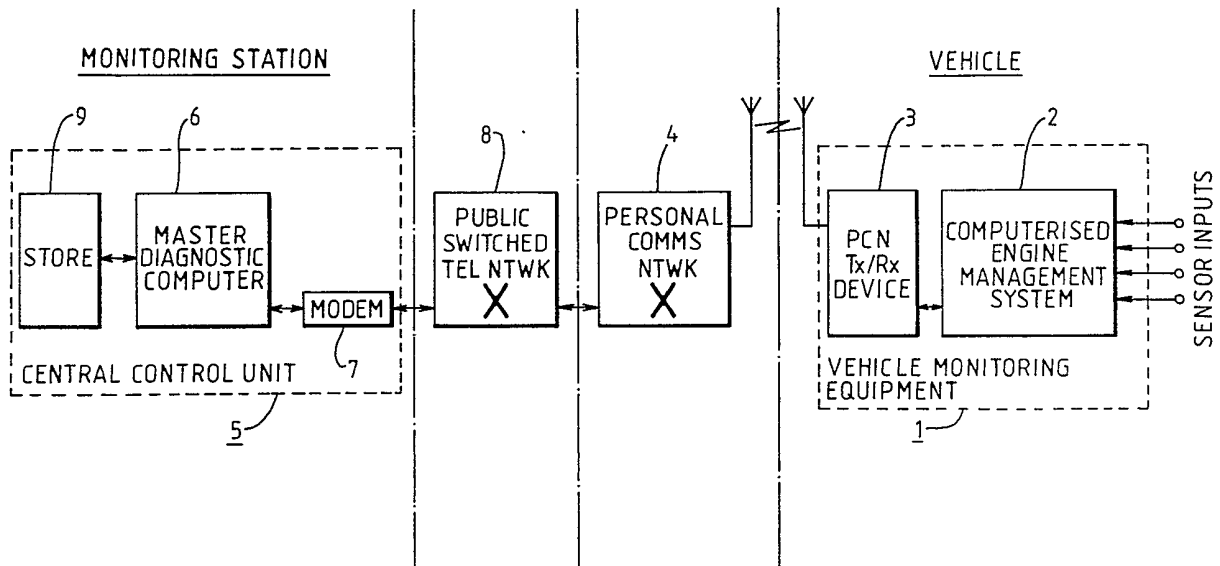 MONITORING STATION
VEHICLE
9
6
8
4
3
2
STORE
MASTER
DIAGNOSTIC
COMPUTER
MODEM
7
CENTRAL CONTROL UNIT
5
PUBLIC
SWITCHED
TEL NTWK
X
PERSONAL
COMMS
NTWK
X
PCN
Tx/Rx
DEVICE
COMPUTERISED
ENGINE
MANAGEMENT
SYSTEM
VEHICLE MONITORING
EQUIPMENT
1
SENSOR INPUTS